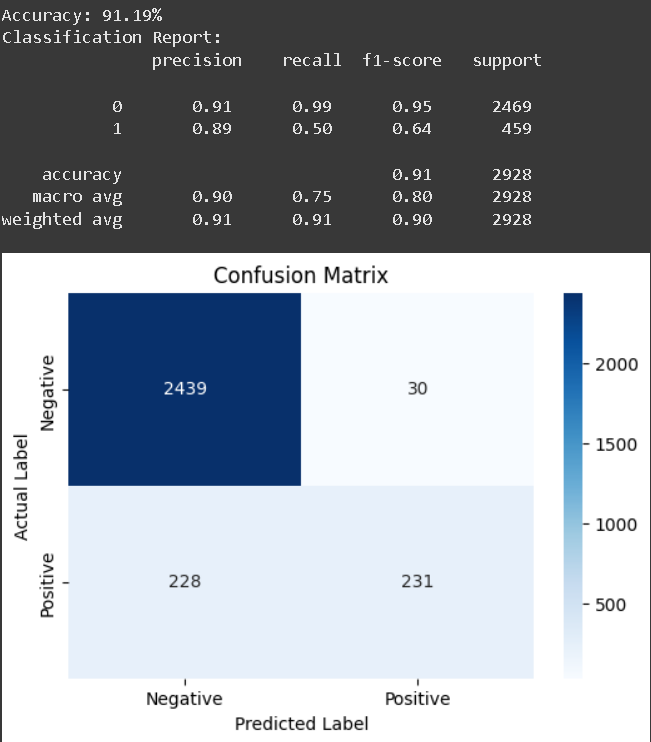 Accuracy: 91.19%
Classification Report:
precision recall f1-score support
0 0.91 0.99 0.95 2469
1 0.89 0.50 0.64 459
accuracy 0.91 2928
macro avg 0.90 0.75 0.80 2928
weighted avg 0.91 0.91 0.90 2928
Confusion Matrix
Actual Label
Negative
2439 30
Positive
228 231
Negative Positive
Predicted Label
2000
1500
1000
500